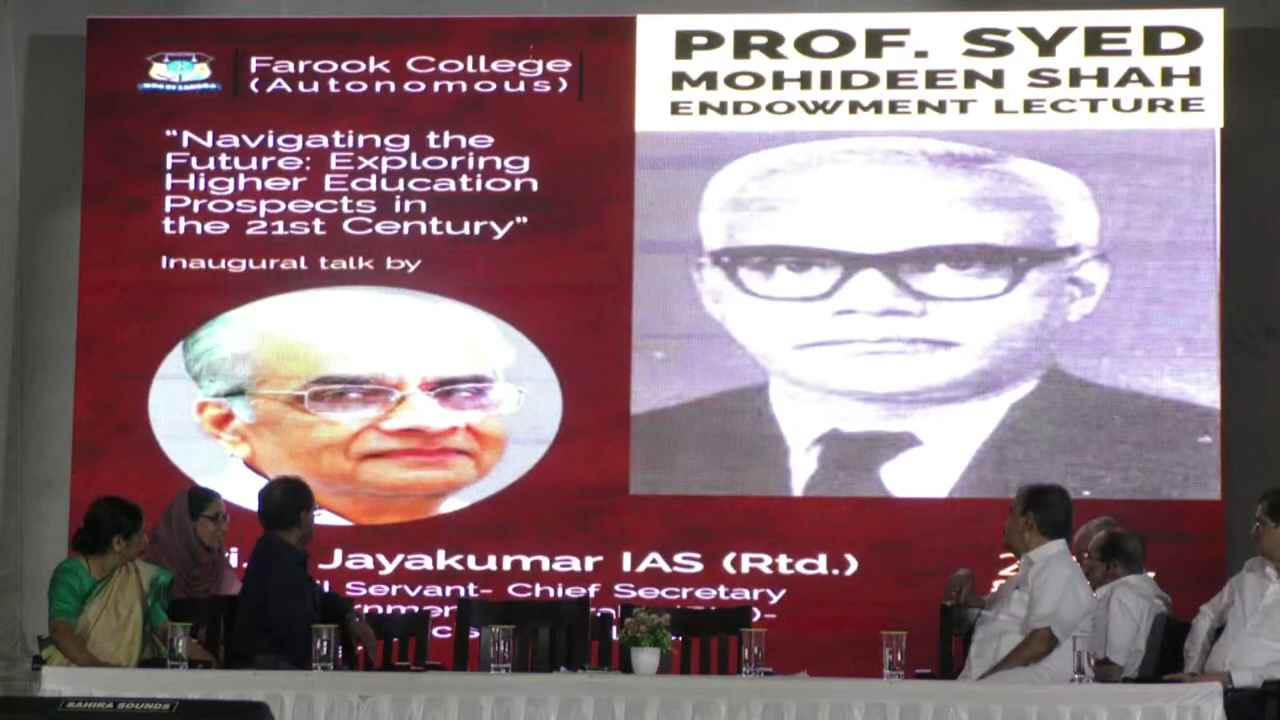 Farook College
(Autonomous)
"Navigating the
Future: Exploring
Higher Education
Prospects in
the 21st Century"
Inaugural talk by
Jayakumar IAS (Rtd.)
Servant- Chief Secretary
PROF. SYED
MOHIDEEN SHAH
ENDOWMENT LECTURE
SAHIRA SOUNDS